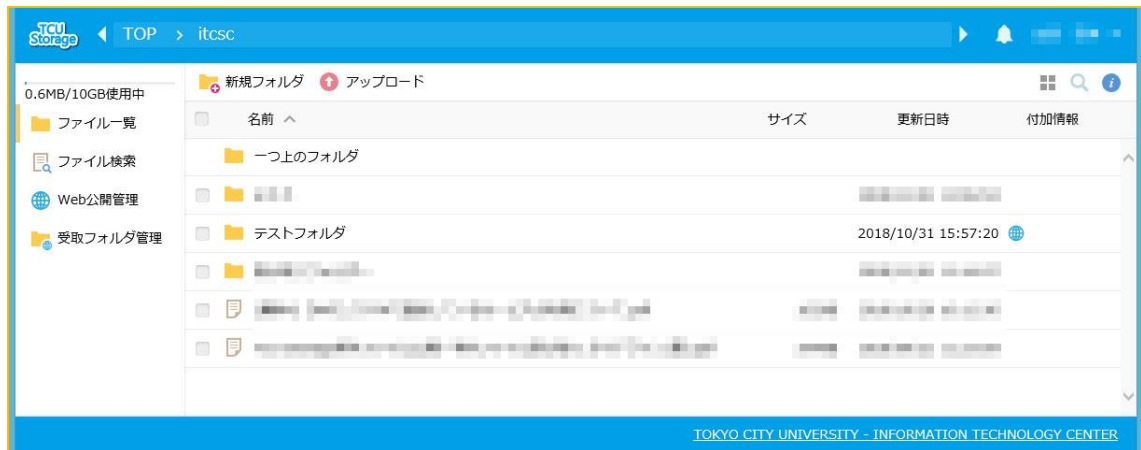 TCU Storage
TOP > itcsc
0.6MB/10GB使用中
ファイル一覧
ファイル検索
Web公開管理
受取フォルダ管理
新規フォルダ アップロード
名前 サイズ 更新日時 付加情報
一つ上のフォルダ
テストフォルダ 2018/10/31 15:57:20
TOKYO CITY UNIVERSITY - INFORMATION TECHNOLOGY CENTER